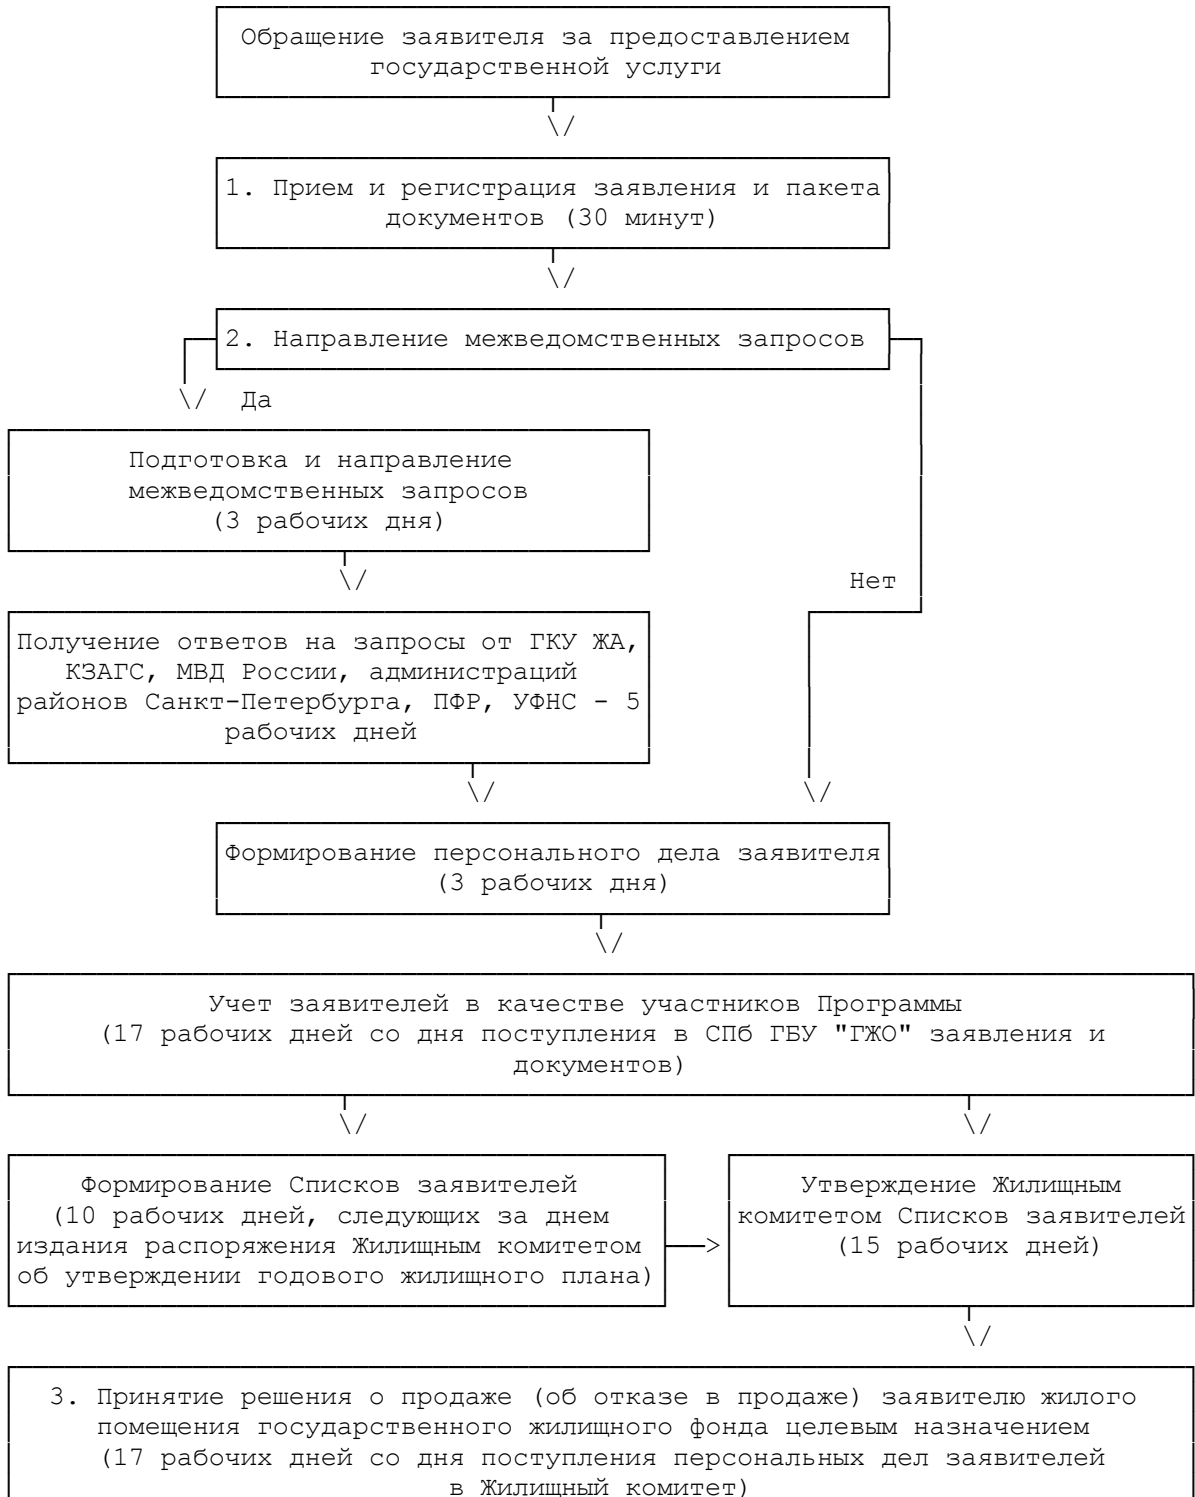 Обращение заявителя за предоставлением
государственной услуги
\/
1. Прием и регистрация заявления и пакета
документов (30 минут)
\/
2. Направление межведомственных запросов
\/ Да
Подготовка и направление
межведомственных запросов
(3 рабочих дня)
\/
Нет
Получение ответов на запросы от ГКУ ЖА,
КЗАГС, МВД России, администраций
районов Санкт-Петербурга, ПФР, УФНС - 5
рабочих дней
\/ \/
Формирование персонального дела заявителя
(3 рабочих дня)
\/
Учет заявителей в качестве участников Программы
(17 рабочих дней со дня поступления в СПб ГБУ "ГЖО" заявления и
документов)
\/ \/
Формирование Списков заявителей
(10 рабочих дней, следующих за днем
издания распоряжения Жилищным комитетом
об утверждении годового жилищного плана)
Утверждение Жилищным
комитетом Списков заявителей
(15 рабочих дней)
\/
3. Принятие решения о продаже (об отказе в продаже) заявителю жилого
помещения государственного жилищного фонда целевым назначением
(17 рабочих дней со дня поступления персональных дел заявителей
в Жилищный комитет)